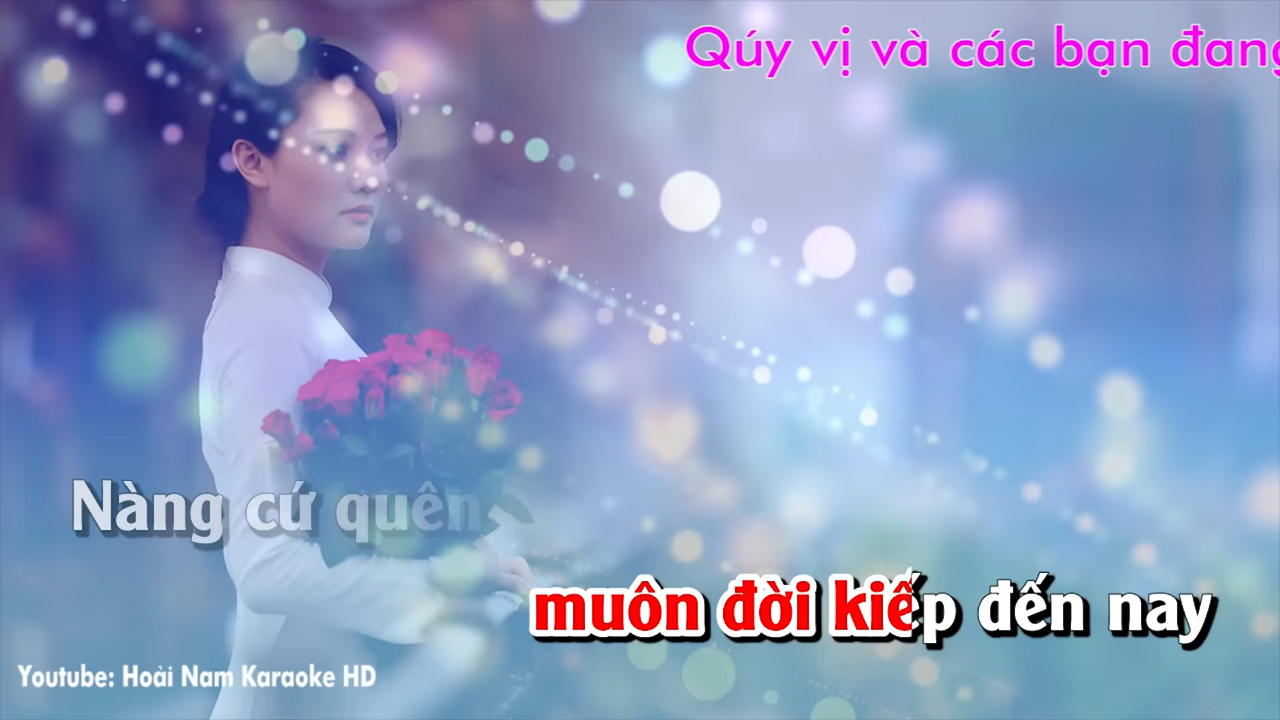 Qúy vị và các bạn đang
Nàng cứ quên
muôn đời kiếp đến nay
Youtube: Hoài Nam Karaoke HD